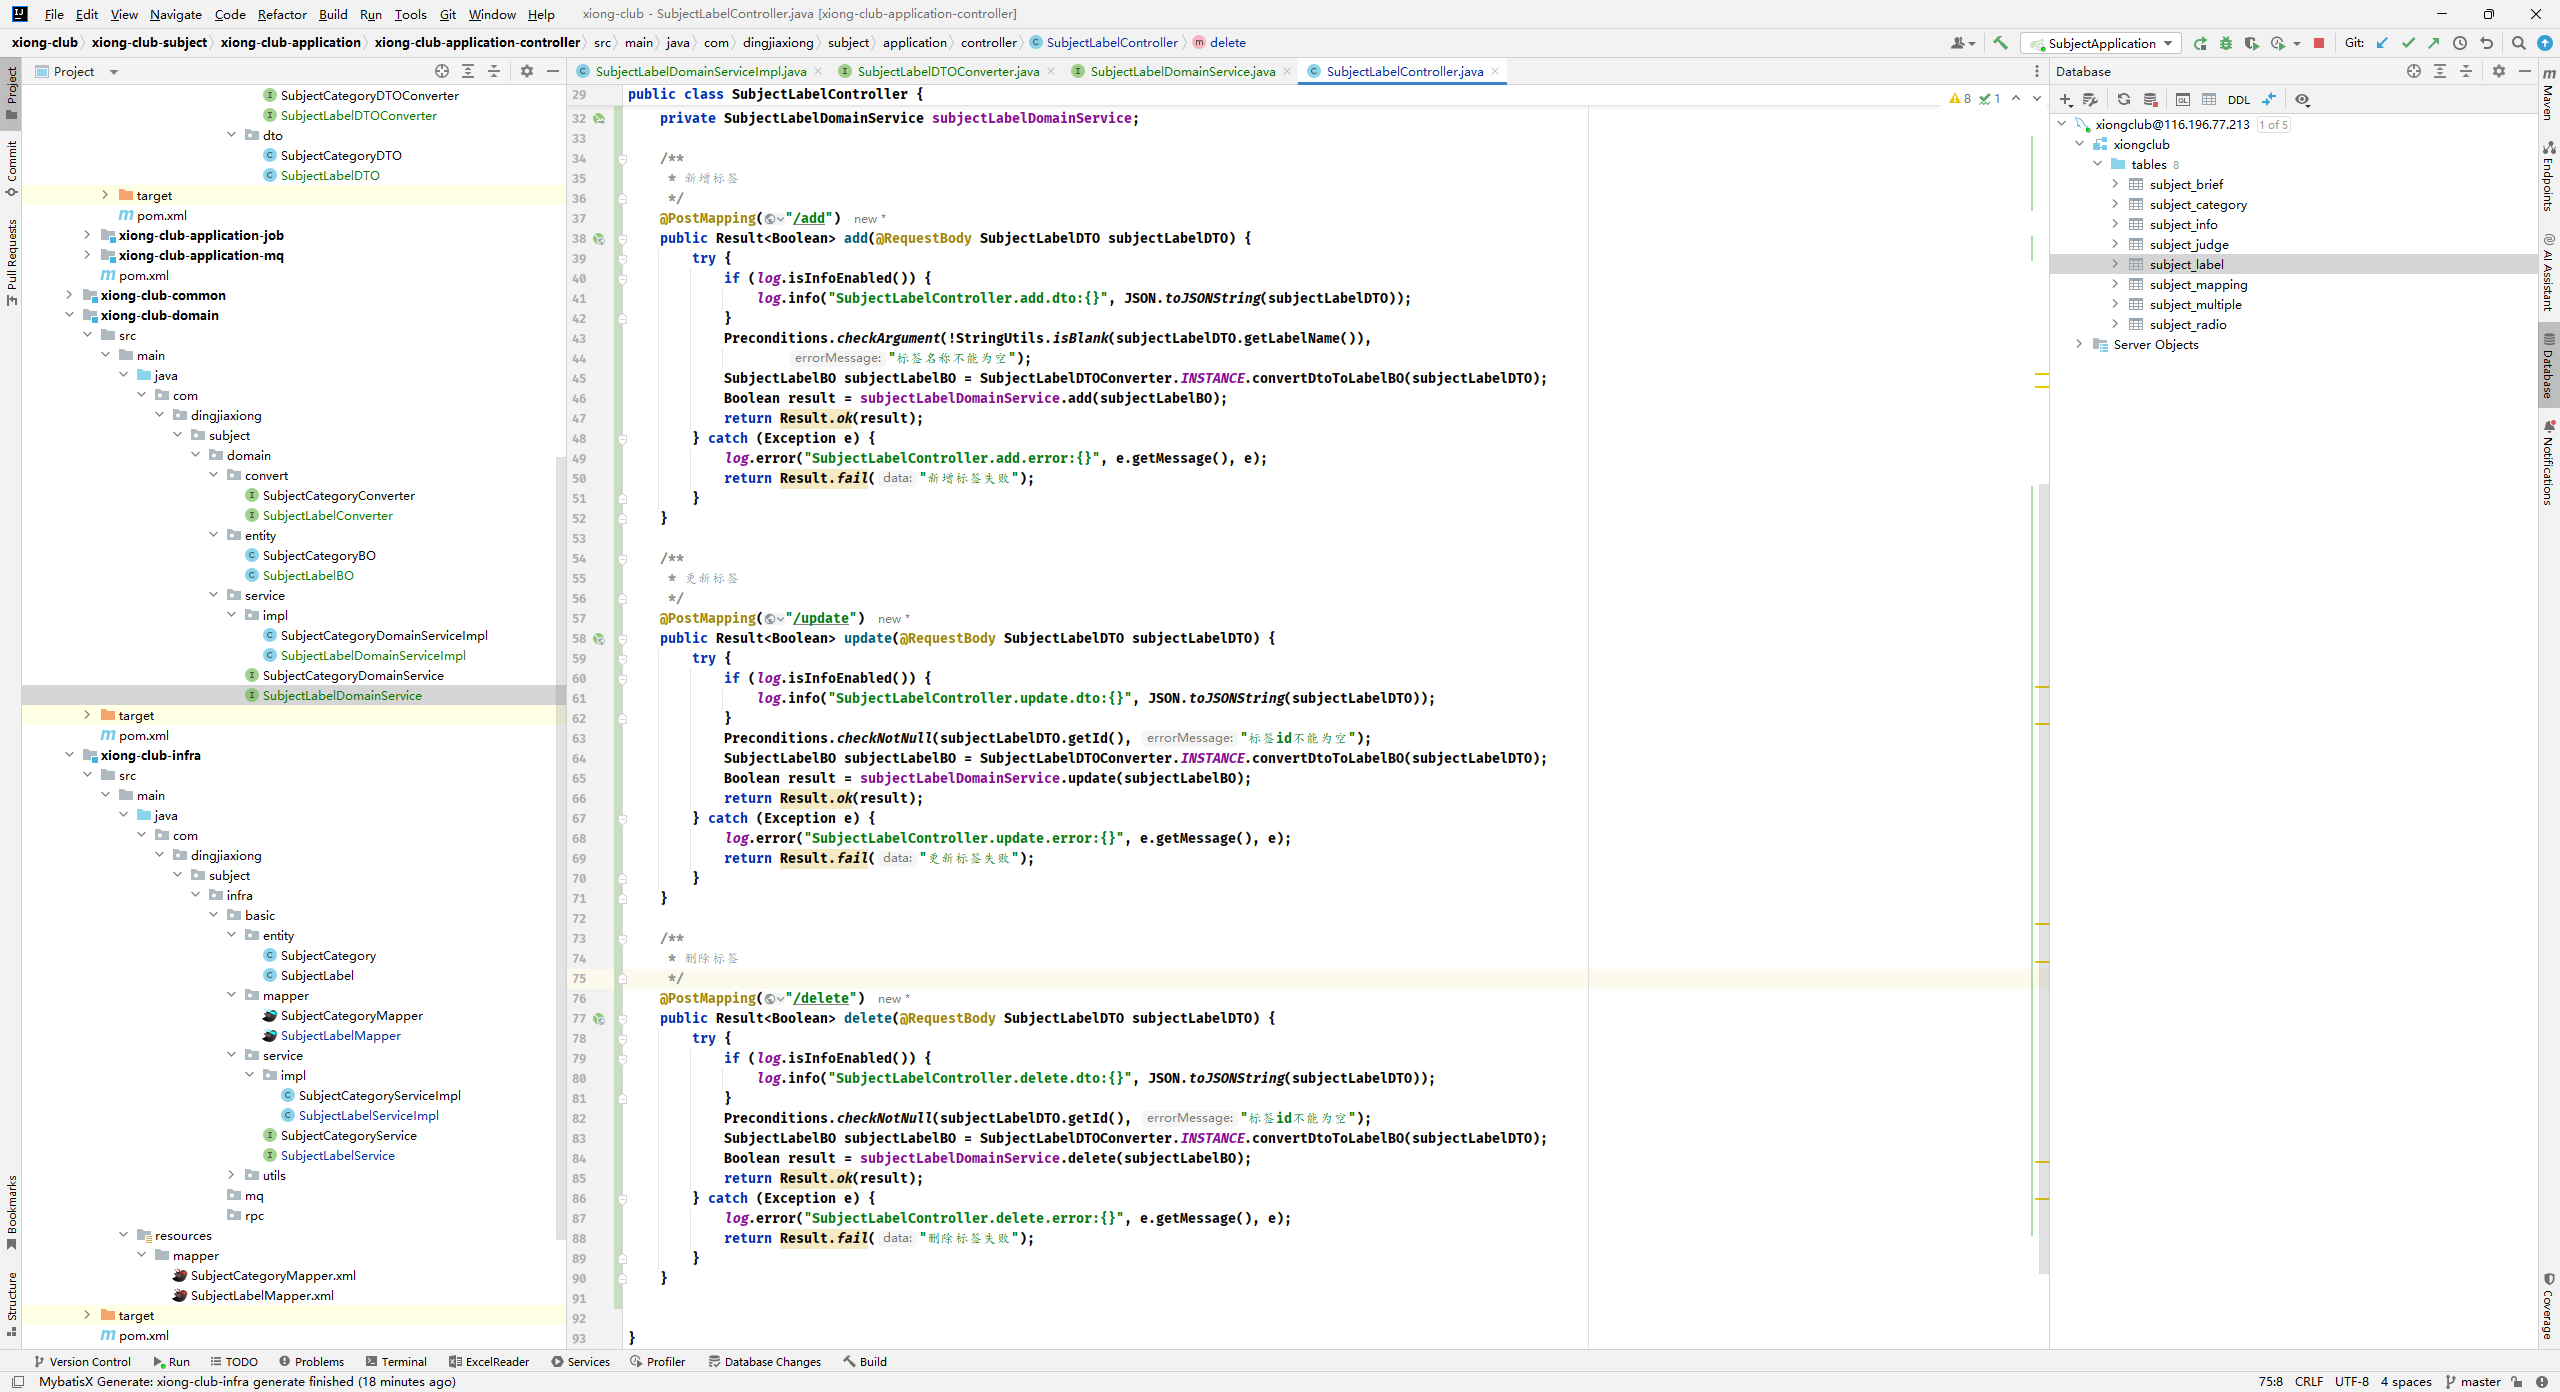 File Edit View Navigate Code Refactor Build Run Tools Git Window Help xiong-club - SubjectLabelController.java [xiong-club-application-controller]
xiong-club xiong-club-subject xiong-club-application xiong-club-application-controller src main java com dingjiaxiong subject application controller SubjectLabelController delete SubjectApplication Git:
Project
SubjectLabelDomainServiceImpl.java SubjectLabelDTOConverter.java SubjectLabelDomainService.java SubjectLabelController.java
Database
Project
Commit
Pull Requests
Bookmarks
Structure
SubjectCategoryDTOConverter
SubjectLabelDTOConverter
dto
SubjectCategoryDTO
SubjectLabelDTO
target
pom.xml
xiong-club-application-job
xiong-club-application-mq
pom.xml
xiong-club-common
xiong-club-domain
src
main
java
com
dingjiaxiong
subject
domain
convert
SubjectCategoryConverter
SubjectLabelConverter
entity
SubjectCategoryBO
SubjectLabelBO
service
impl
SubjectCategoryDomainServiceImpl
SubjectLabelDomainServiceImpl
SubjectCategoryDomainService
SubjectLabelDomainService
target
pom.xml
xiong-club-infra
src
main
java
com
dingjiaxiong
subject
infra
basic
entity
SubjectCategory
SubjectLabel
mapper
SubjectCategoryMapper
SubjectLabelMapper
service
impl
SubjectCategoryServiceImpl
SubjectLabelServiceImpl
SubjectCategoryService
SubjectLabelService
utils
mq
rpc
resources
mapper
SubjectCategoryMapper.xml
SubjectLabelMapper.xml
target
pom.xml
29 public class SubjectLabelController {
8 1
32 private SubjectLabelDomainService subjectLabelDomainService;
33
34 /**
35 * 新增标签
36 */
37 @PostMapping("/add") new *
38 public Result<Boolean> add(@RequestBody SubjectLabelDTO subjectLabelDTO) {
39 try {
40 if (log.isInfoEnabled()) {
41 log.info("SubjectLabelController.add.dto:{}", JSON.toJSONString(subjectLabelDTO));
42 }
43 Preconditions.checkArgument(!StringUtils.isBlank(subjectLabelDTO.getLabelName()),
44 errorMessage: "标签名称不能为空");
45 SubjectLabelBO subjectLabelBO = SubjectLabelDTOConverter.INSTANCE.convertDtoToLabelBO(subjectLabelDTO);
46 Boolean result = subjectLabelDomainService.add(subjectLabelBO);
47 return Result.ok(result);
48 } catch (Exception e) {
49 log.error("SubjectLabelController.add.error:{}", e.getMessage(), e);
50 return Result.fail( data: "新增标签失败");
51 }
52 }
53
54 /**
55 * 更新标签
56 */
57 @PostMapping("/update") new *
58 public Result<Boolean> update(@RequestBody SubjectLabelDTO subjectLabelDTO) {
59 try {
60 if (log.isInfoEnabled()) {
61 log.info("SubjectLabelController.update.dto:{}", JSON.toJSONString(subjectLabelDTO));
62 }
63 Preconditions.checkNotNull(subjectLabelDTO.getId(), errorMessage: "标签id不能为空");
64 SubjectLabelBO subjectLabelBO = SubjectLabelDTOConverter.INSTANCE.convertDtoToLabelBO(subjectLabelDTO);
65 Boolean result = subjectLabelDomainService.update(subjectLabelBO);
66 return Result.ok(result);
67 } catch (Exception e) {
68 log.error("SubjectLabelController.update.error:{}", e.getMessage(), e);
69 return Result.fail( data: "更新标签失败");
70 }
71 }
72
73 /**
74 * 删除标签
75 */
76 @PostMapping("/delete") new *
77 public Result<Boolean> delete(@RequestBody SubjectLabelDTO subjectLabelDTO) {
78 try {
79 if (log.isInfoEnabled()) {
80 log.info("SubjectLabelController.delete.dto:{}", JSON.toJSONString(subjectLabelDTO));
81 }
82 Preconditions.checkNotNull(subjectLabelDTO.getId(), errorMessage: "标签id不能为空");
83 SubjectLabelBO subjectLabelBO = SubjectLabelDTOConverter.INSTANCE.convertDtoToLabelBO(subjectLabelDTO);
84 Boolean result = subjectLabelDomainService.delete(subjectLabelBO);
85 return Result.ok(result);
86 } catch (Exception e) {
87 log.error("SubjectLabelController.delete.error:{}", e.getMessage(), e);
88 return Result.fail( data: "删除标签失败");
89 }
90 }
91
92
93 }
DDL
xiongclub@116.196.77.213 1 of 5
xiongclub
tables 8
subject_brief
subject_category
subject_info
subject_judge
subject_label
subject_mapping
subject_multiple
subject_radio
Server Objects
Maven
Endpoints
AI Assistant
Database
Notifications
Coverage
Version Control Run TODO Problems Terminal ExcelReader Services Profiler Database Changes Build
MybatisX Generate: xiong-club-infra generate finished (18 minutes ago) 75:8 CRLF UTF-8 4 spaces master